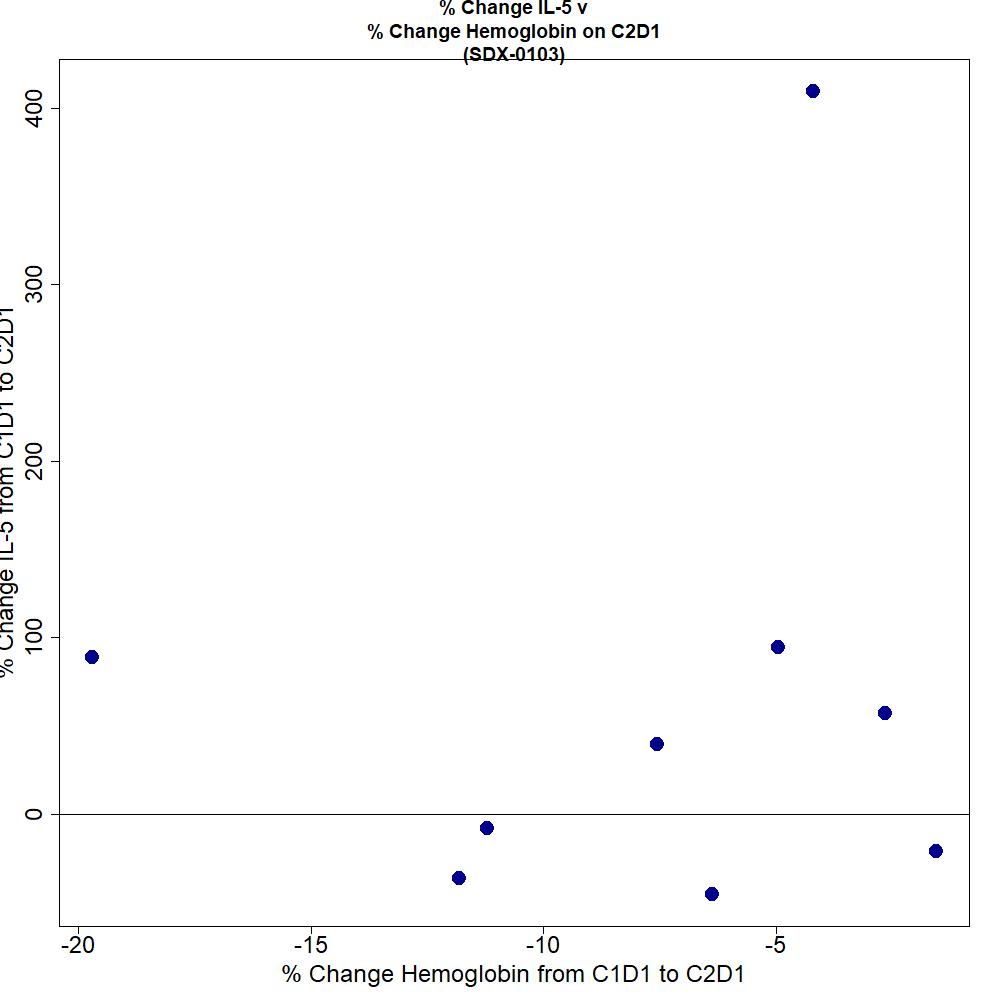 % Change IL-5 v
% Change Hemoglobin on C2D1
(SDX-0103)
% Change IL-5 from C1D1 to C2D1
400
300
200
100
0
-20 -15 -10 -5
% Change Hemoglobin from C1D1 to C2D1